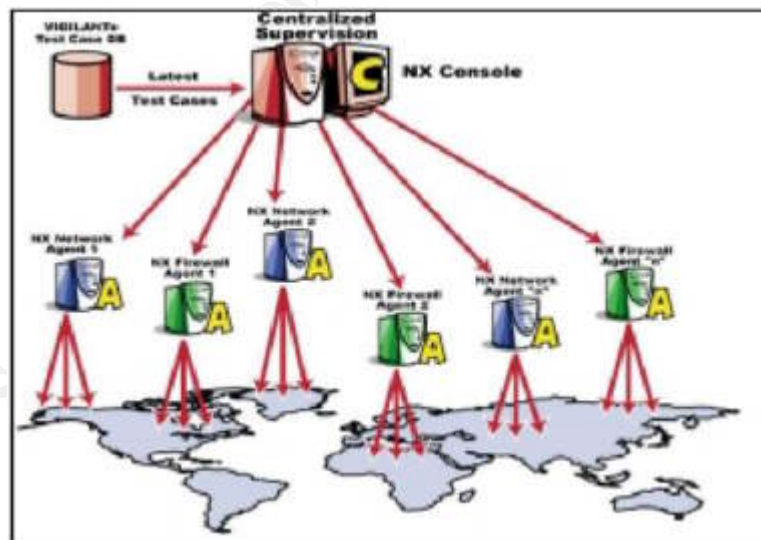 VIGILANTe
Test Case DB
Centralized
Supervision
Latest
Test Cases
C
NX Console
NX Network
Agent 2
NX Network
Agent 1
NX Firewall
Agent 1
NX Firewall
Agent "n"
NX Network
Agent "n"
NX Firewall
Agent 2
A
A
A
A
A
A